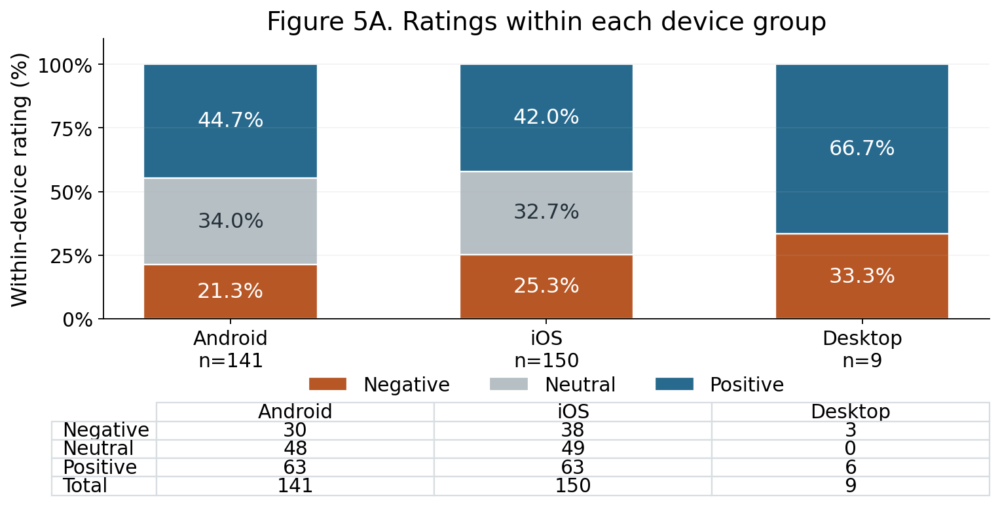 Figure 5A. Ratings within each device group
Within-device rating (%)
100%
75%
50%
25%
0%
44.7%
34.0%
21.3%
42.0%
32.7%
25.3%
66.7%
33.3%
Android iOS Desktop
n=141 n=150 n=9
Negative Neutral Positive
Android iOS Desktop
Negative 30 38 3
Neutral 48 49 0
Positive 63 63 6
Total 141 150 9